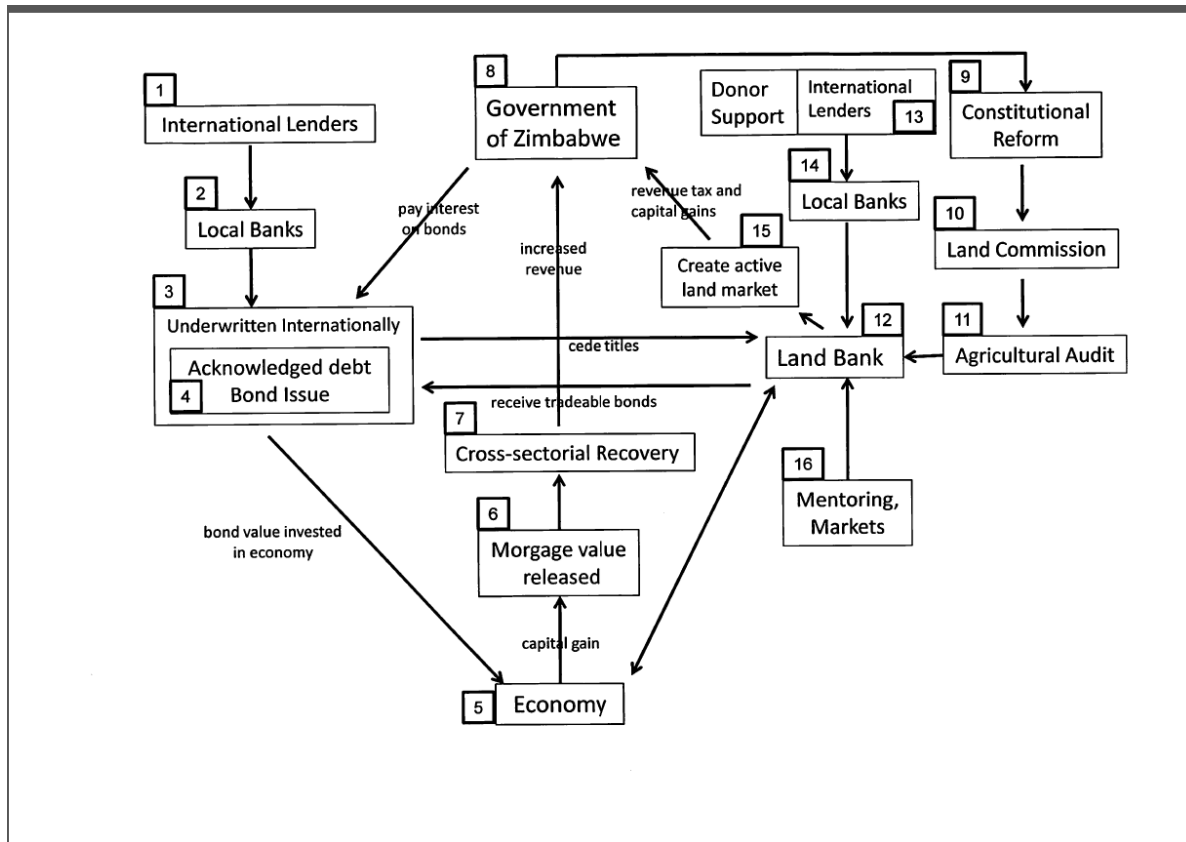 1
International Lenders
2
Local Banks
3
Underwritten Internationally
Acknowledged debt
Bond Issue
4
bond value invested
in economy
pay interest
on bonds
8
Government
of Zimbabwe
increased
revenue
revenue tax and
capital gains
cede titles
receive tradeable bonds
7
Cross-sectorial Recovery
6
Morgage value
released
capital gain
5
Economy
Donor
Support
International
Lenders
13
14
Local Banks
15
Create active
land market
12
Land Bank
9
Constitutional
Reform
10
Land Commission
11
Agricultural Audit
16
Mentoring,
Markets